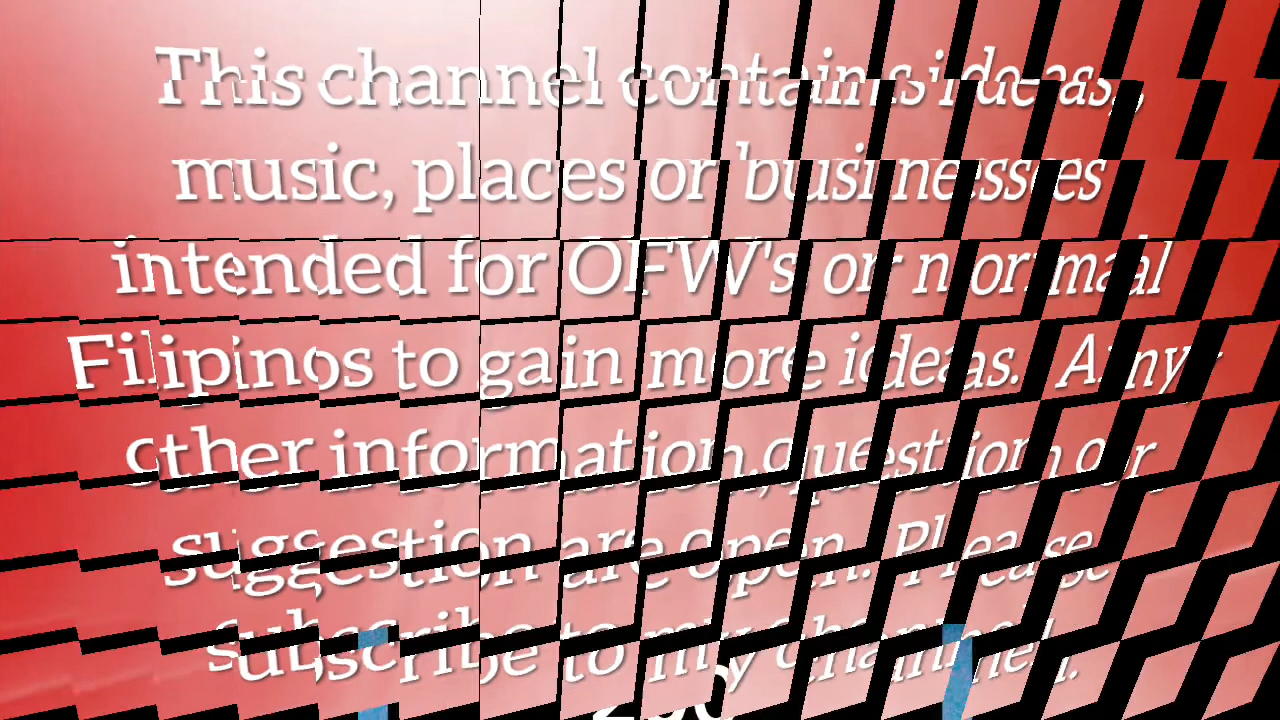 This channel contains ideas,
music, places or businesses
intended for OFW's or normal
Filipinos to gain more ideas. Any
other information,question or
suggestion are open. Please
subscribe to my channel.